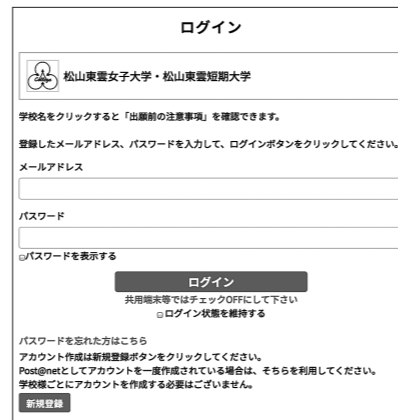 ログイン
松山東雲女子大学・松山東雲短期大学
学校名をクリックすると「出願前の注意事項」を確認できます。
登録したメールアドレス、パスワードを入力して、ログインボタンをクリックしてください。
メールアドレス
パスワード
パスワードを表示する
ログイン
共用端末等ではチェックOFFにして下さい
ログイン状態を維持する
パスワードを忘れた方はこちら
アカウント作成は新規登録ボタンをクリックしてください。
Post@netとしてアカウントを一度作成されている場合は、そちらを利用してください。
学校様ごとにアカウントを作成する必要はございません。
新規登録